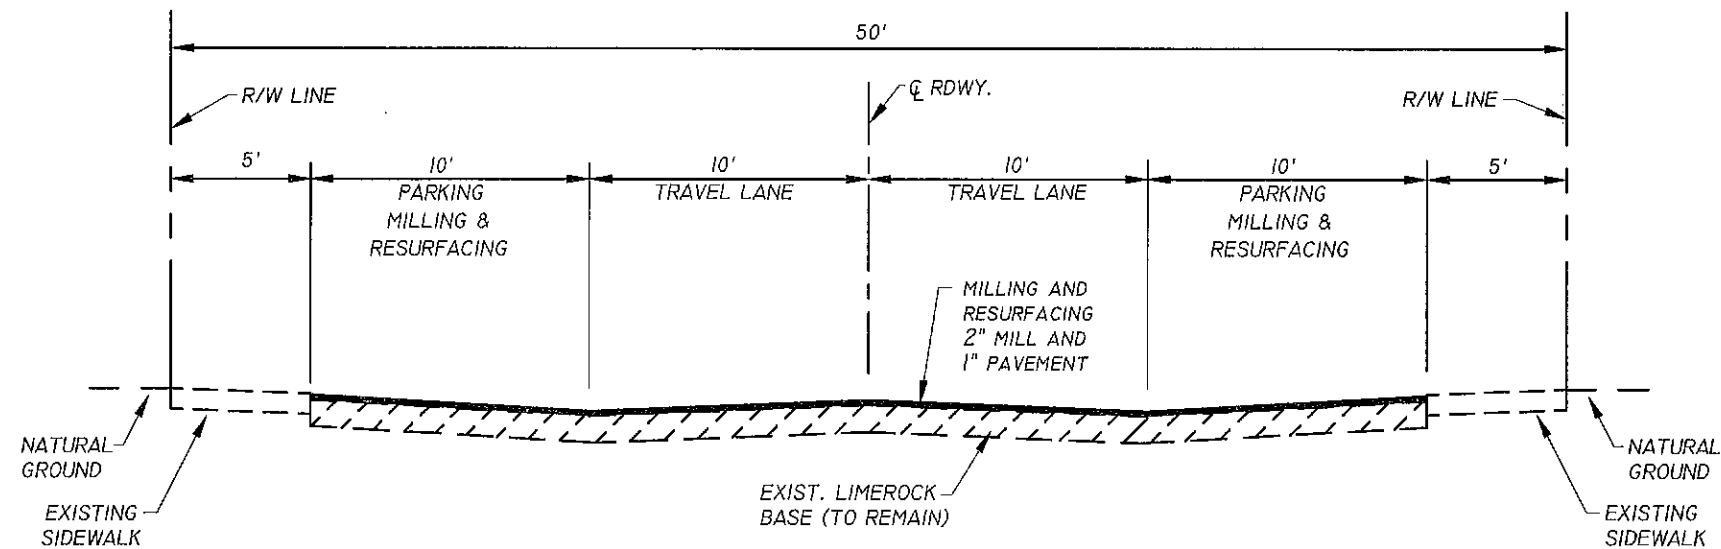 50'
R/W LINE
℄ RDWY.
R/W LINE
5'
10'
10'
10'
10'
5'
PARKING
MILLING &
RESURFACING
TRAVEL LANE
TRAVEL LANE
PARKING
MILLING &
RESURFACING
MILLING AND
RESURFACING
2" MILL AND
1" PAVEMENT
NATURAL
GROUND
EXISTING
SIDEWALK
EXIST. LIMEROCK
BASE (TO REMAIN)
NATURAL
GROUND
EXISTING
SIDEWALK